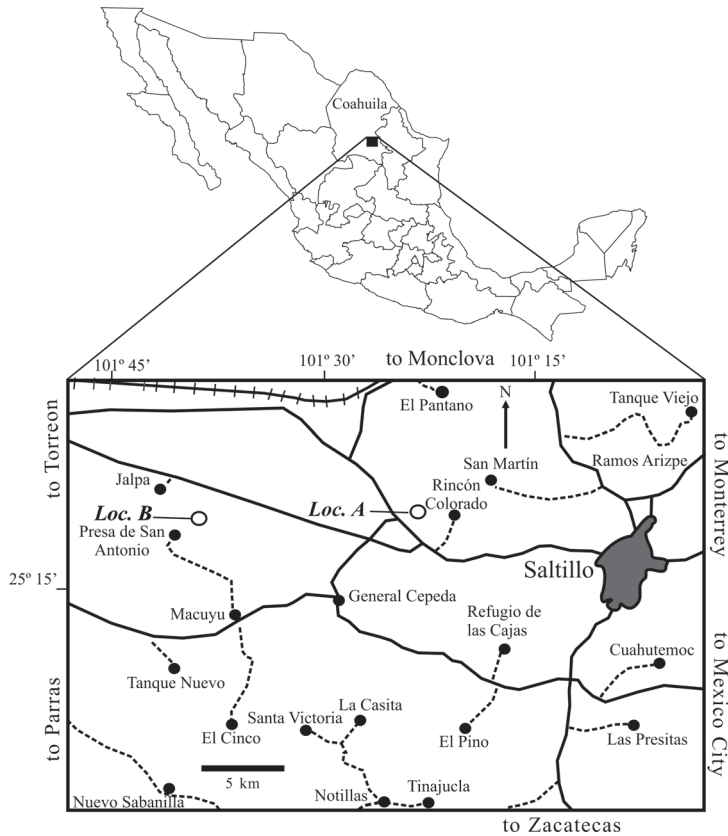 Coahuila
101º 45’
101º 30’
to Monclova
101º 15’
to Torreon
El Pantano
N
Tanque Viejo
to Monterrey
Ramos Arizpe
San Martín
Jalpa
Rincón
Colorado
Loc. A
Loc. B
Presa de San
Antonio
Saltillo
25º 15’
General Cepeda
Macuyu
Refugio de
las Cajas
Cuahutemoc
to Mexico City
to Parras
Tanque Nuevo
La Casita
Santa Victoria
El Cinco
El Pino
Las Presitas
5 km
Nuevo Sabanilla
Notillas
Tinajucla
to Zacatecas